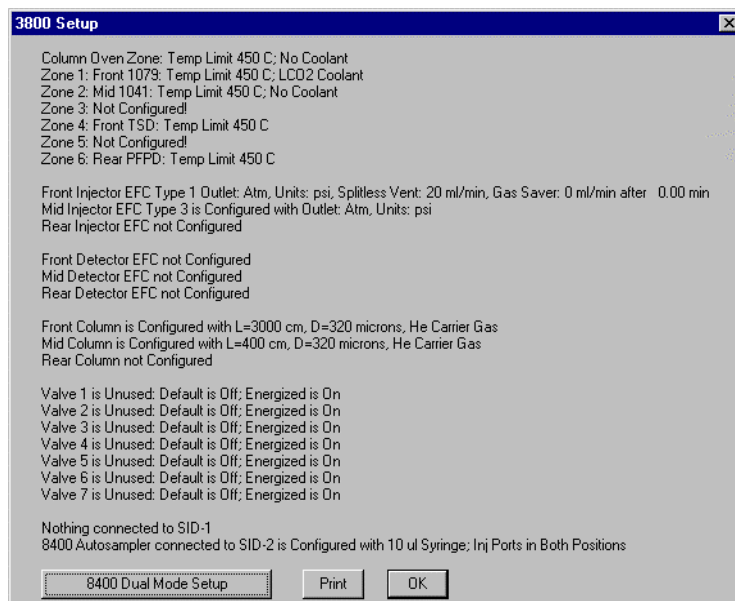 3800 Setup
Column Oven Zone: Temp Limit 450 C; No Coolant
Zone 1: Front 1079: Temp Limit 450 C; LCO2 Coolant
Zone 2: Mid 1041: Temp Limit 450 C; No Coolant
Zone 3: Not Configured!
Zone 4: Front TSD: Temp Limit 450 C
Zone 5: Not Configured!
Zone 6: Rear PFPD: Temp Limit 450 C
Front Injector EFC Type 1 Outlet: Atm, Units: psi, Splitless Vent: 20 ml/min, Gas Saver: 0 ml/min after 0.00 min
Mid Injector EFC Type 3 is Configured with Outlet: Atm, Units: psi
Rear Injector EFC not Configured
Front Detector EFC not Configured
Mid Detector EFC not Configured
Rear Detector EFC not Configured
Front Column is Configured with L=3000 cm, D=320 microns, He Carrier Gas
Mid Column is Configured with L=400 cm, D=320 microns, He Carrier Gas
Rear Column not Configured
Valve 1 is Unused: Default is Off; Energized is On
Valve 2 is Unused: Default is Off; Energized is On
Valve 3 is Unused: Default is Off; Energized is On
Valve 4 is Unused: Default is Off; Energized is On
Valve 5 is Unused: Default is Off; Energized is On
Valve 6 is Unused: Default is Off; Energized is On
Valve 7 is Unused: Default is Off; Energized is On
Nothing connected to SID-1
8400 Autosampler connected to SID-2 is Configured with 10 ul Syringe; Inj Ports in Both Positions
8400 Dual Mode Setup Print OK